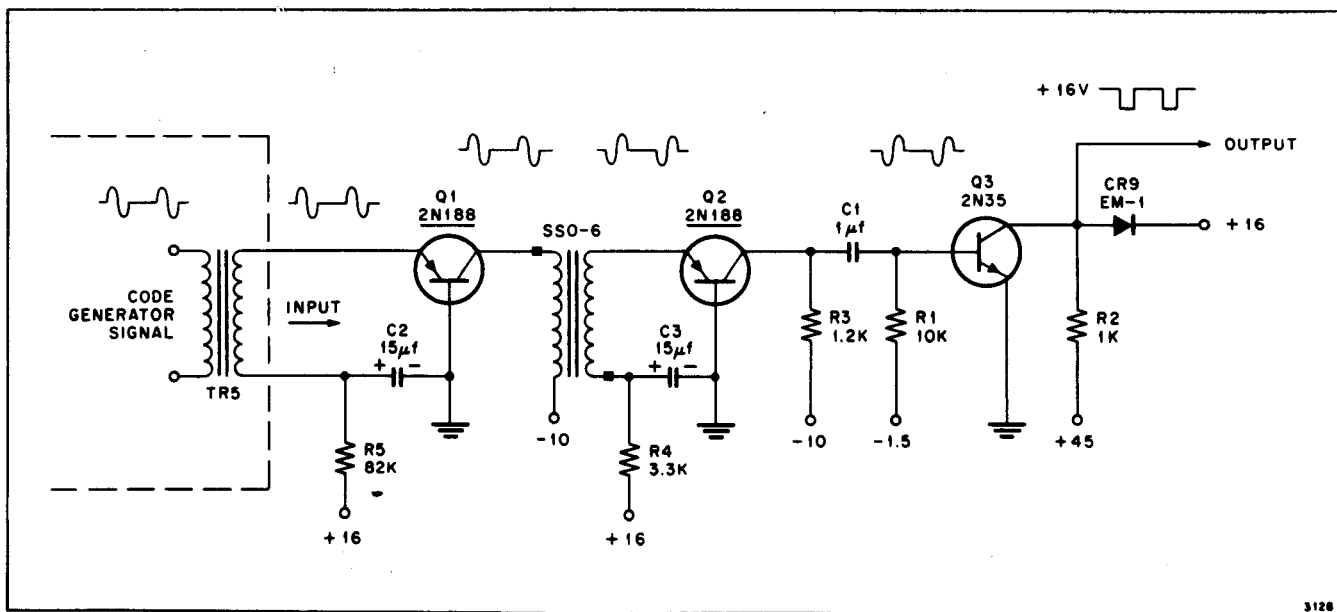 CODE
GENERATOR
SIGNAL
TR5
INPUT
R5
82K
+16
C2
15µf
+ -
Q1
2N188
SSO-6
-10
C3
15µf
+ -
R4
3.3K
+16
Q2
2N188
R3
1.2K
-10
C1
1µf
R1
10K
-1.5
Q3
2N35
+16V
OUTPUT
CR9
EM-1
+16
R2
1K
+45
3128